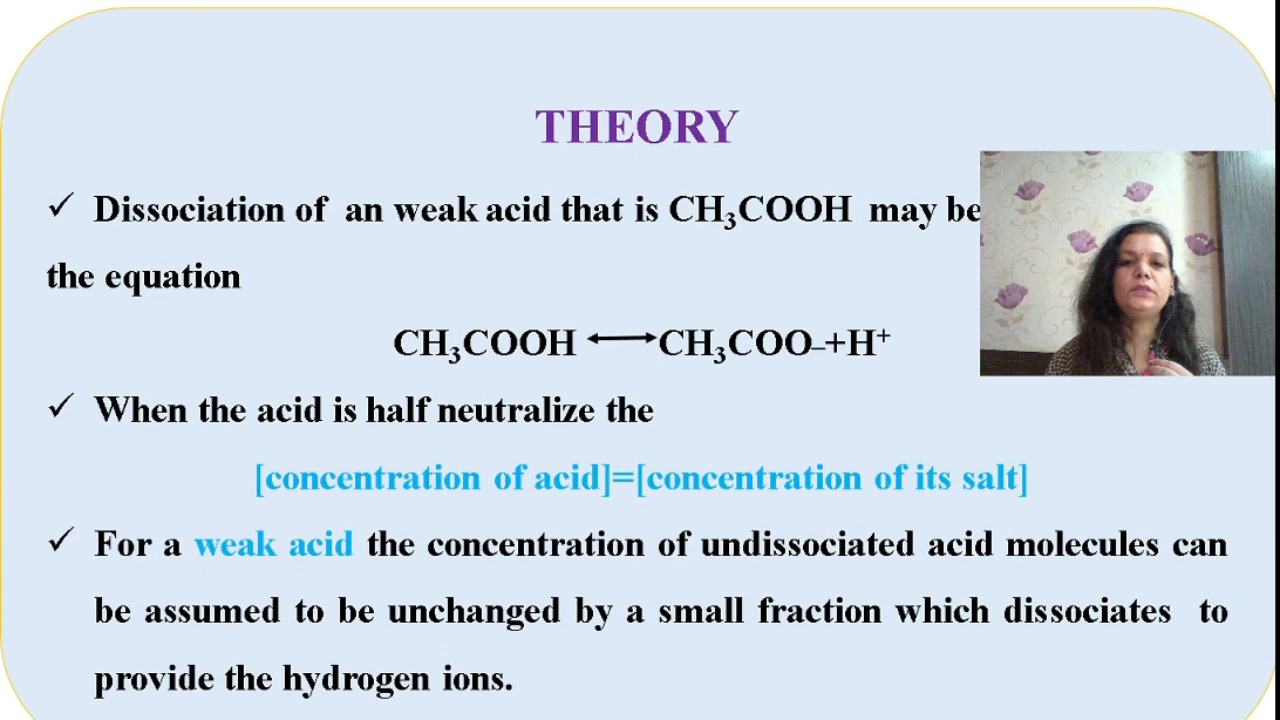 THEORY
✓ Dissociation of an weak acid that is CH₃COOH may be
the equation
CH₃COOH ⟷ CH₃COO₋+H⁺
✓ When the acid is half neutralize the
[concentration of acid]=[concentration of its salt]
✓ For a weak acid the concentration of undissociated acid molecules can
be assumed to be unchanged by a small fraction which dissociates to
provide the hydrogen ions.